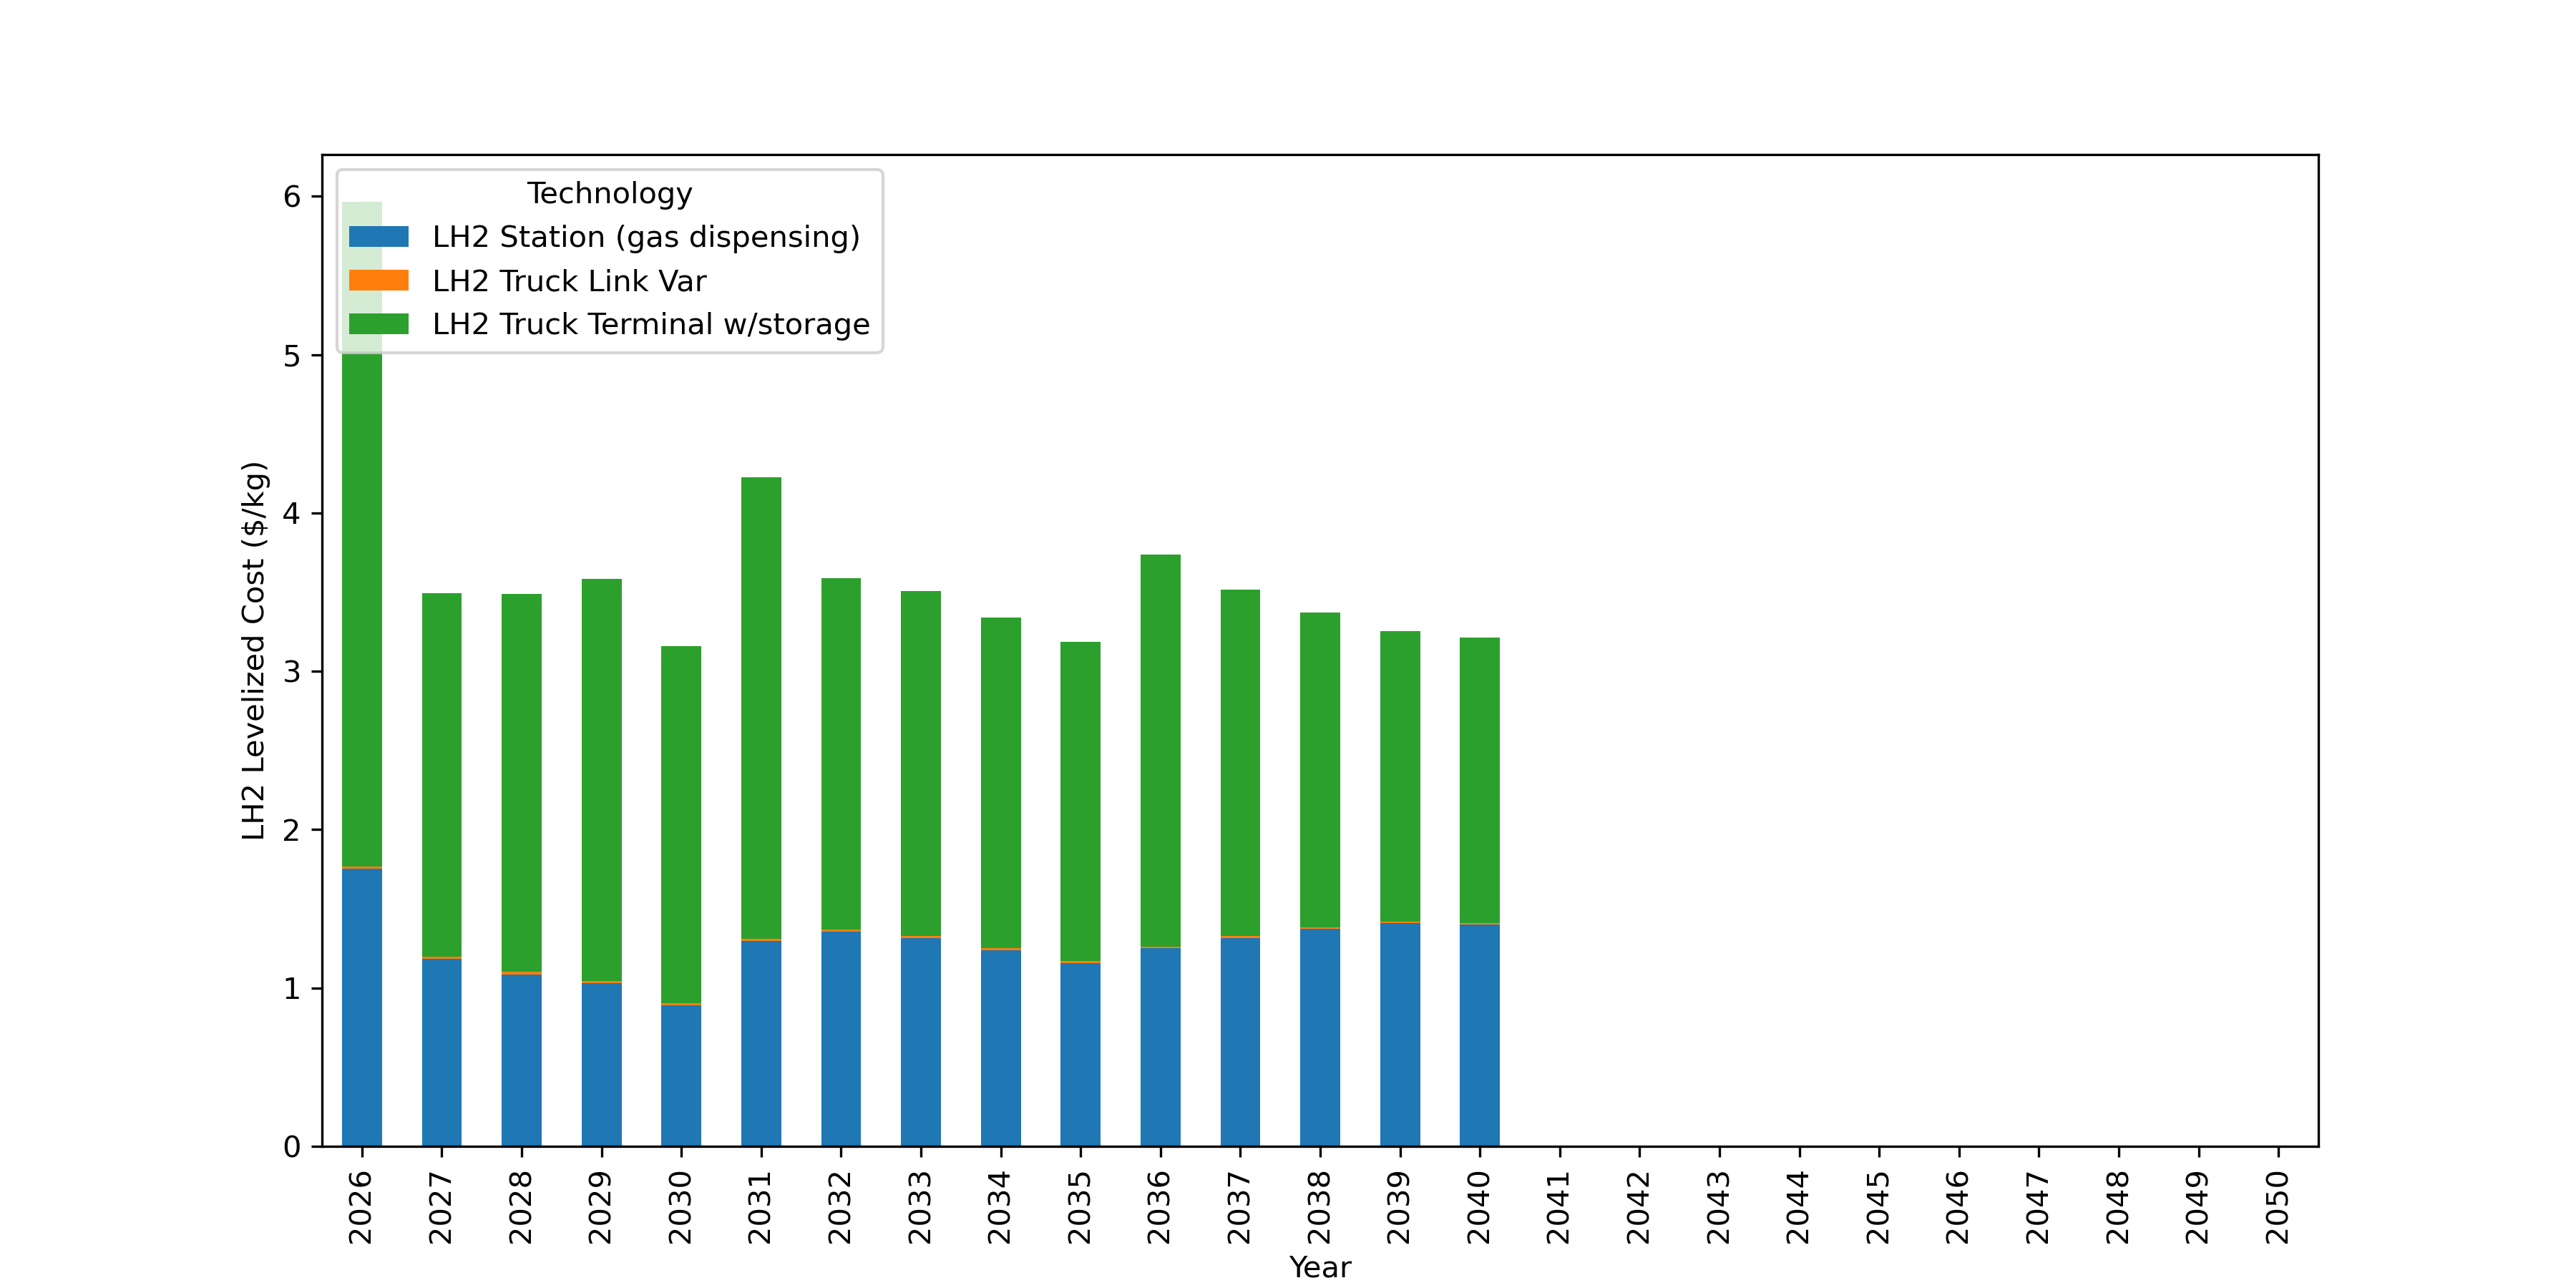 Technology
LH2 Station (gas dispensing)
LH2 Truck Link Var
LH2 Truck Terminal w/storage
LH2 Levelized Cost ($/kg)
6
5
4
3
2
1
0
2026 2027 2028 2029 2030 2031 2032 2033 2034 2035 2036 2037 2038 2039 2040 2041 2042 2043 2044 2045 2046 2047 2048 2049 2050
Year